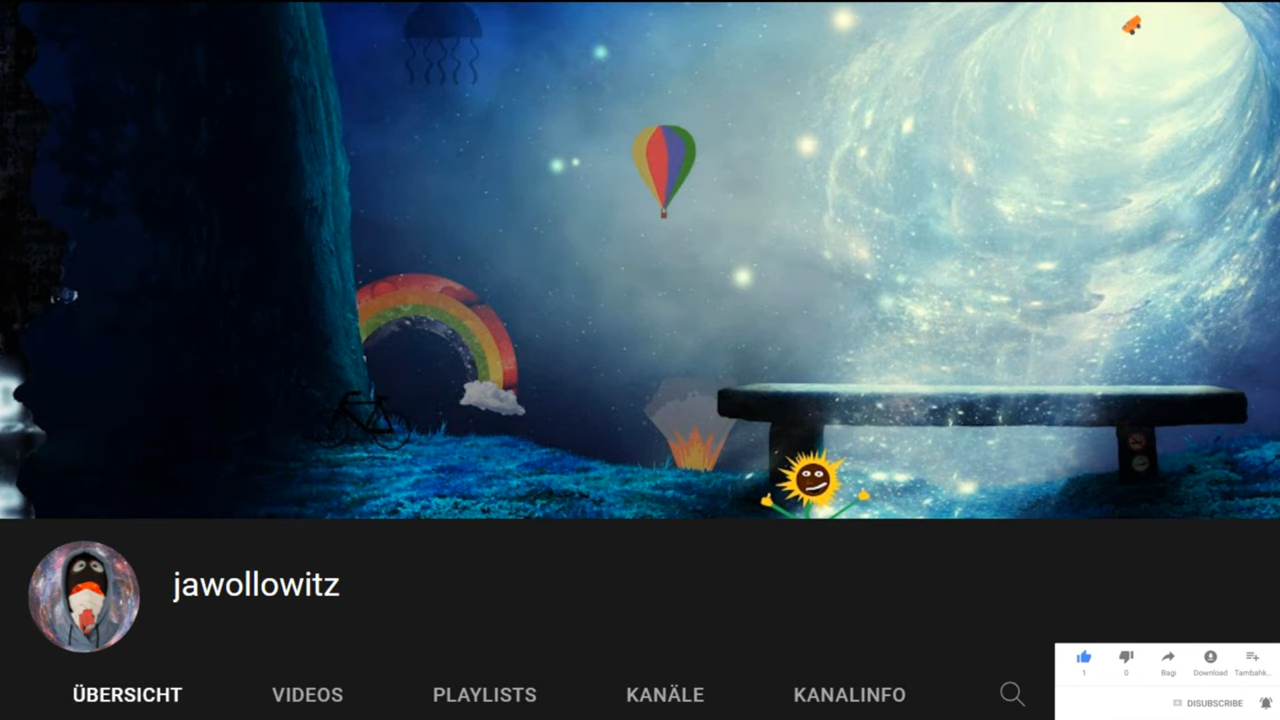 jawollowitz
ÜBERSICHT VIDEOS PLAYLISTS KANÄLE KANALINFO
1 0 Bagi Download Tambahk...
DISUBSCRIBE